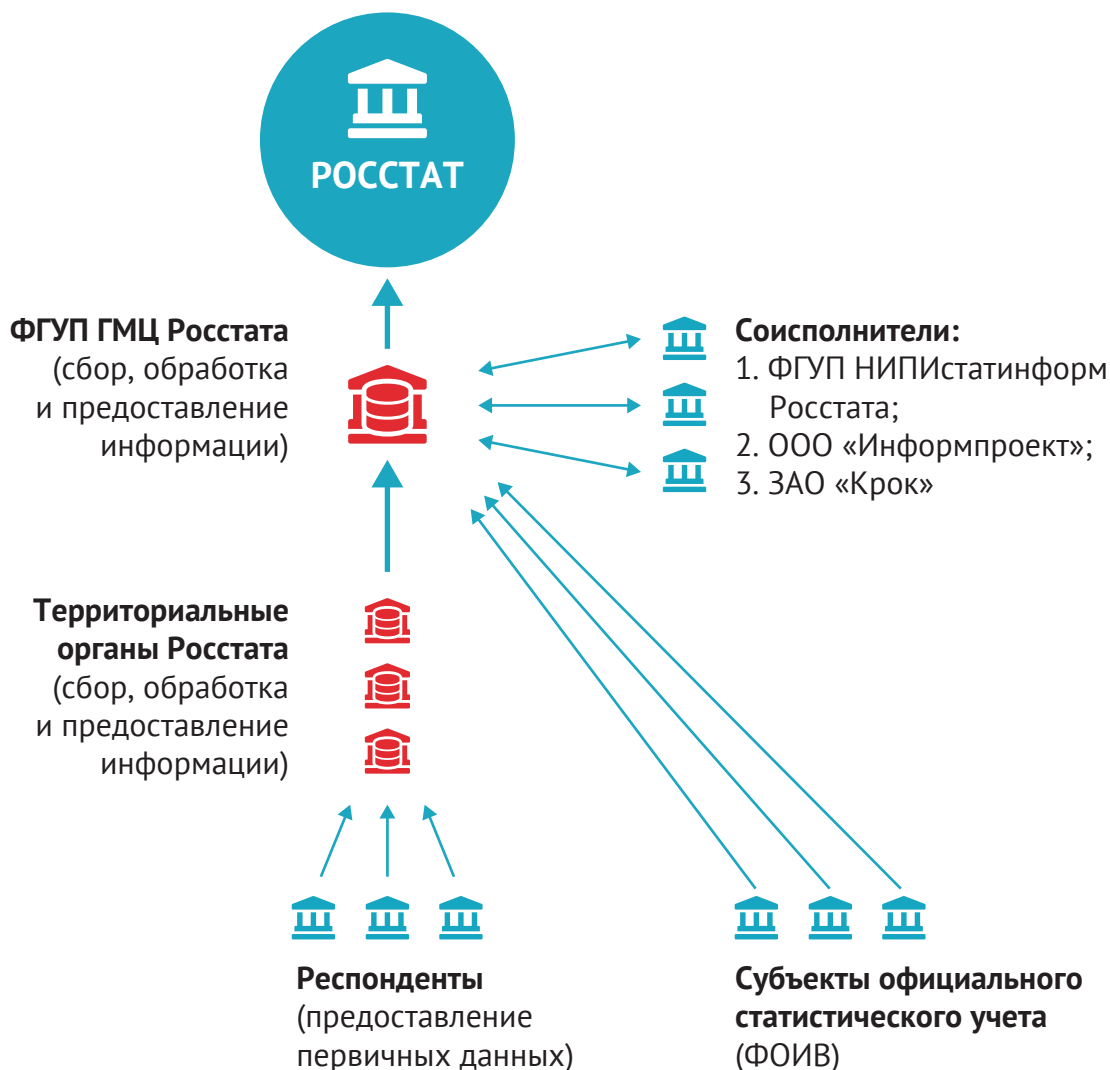 РОССТАТ
ФГУП ГМЦ Росстата
(сбор, обработка
и предоставление
информации)
Соисполнители:
1. ФГУП НИПИстатинформ
Росстата;
2. ООО «Информпроект»;
3. ЗАО «Крок»
Территориальные
органы Росстата
(сбор, обработка
и предоставление
информации)
Респонденты
(предоставление
первичных данных)
Субъекты официального
статистического учета
(ФОИВ)